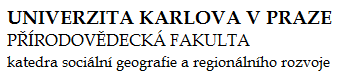 UNIVERZITA KARLOVA V PRAZE
PŘÍRODOVĚDECKÁ FAKULTA
katedra sociální geografie a regionálního rozvoje